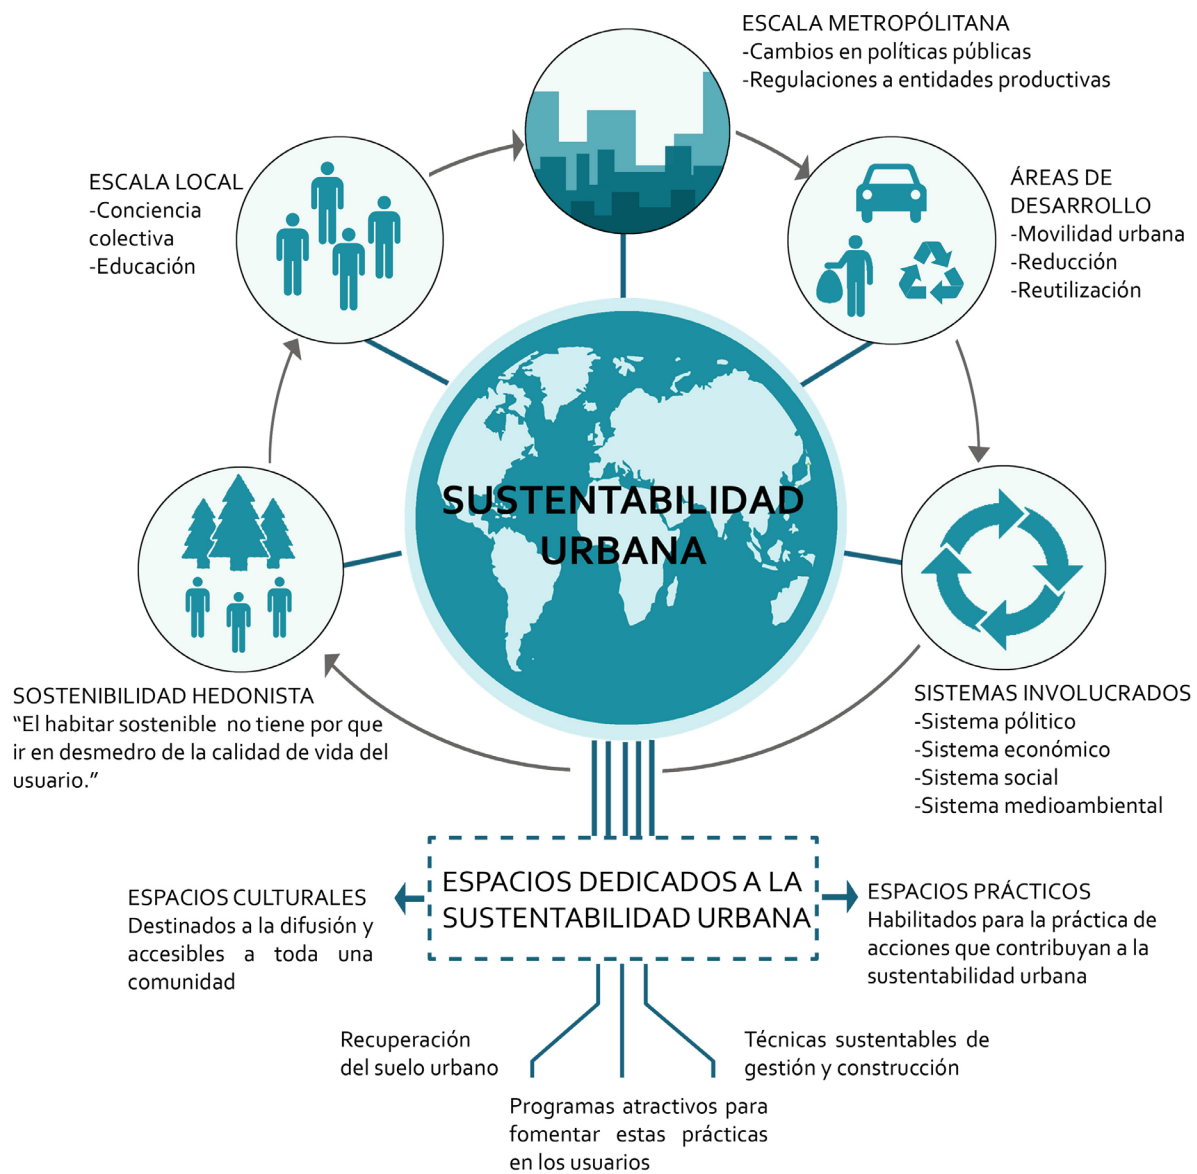 ESCALA METROPÓLITANA
-Cambios en políticas públicas
-Regulaciones a entidades productivas
ESCALA LOCAL
-Conciencia
colectiva
-Educación
ÁREAS DE
DESARROLLO
-Movilidad urbana
-Reducción
-Reutilización
SUSTENTABILIDAD
URBANA
SOSTENIBILIDAD HEDONISTA
“El habitar sostenible no tiene por que
ir en desmedro de la calidad de vida del
usuario.”
SISTEMAS INVOLUCRADOS
-Sistema pólitico
-Sistema económico
-Sistema social
-Sistema medioambiental
ESPACIOS CULTURALES
Destinados a la difusión y
accesibles a toda una
comunidad
ESPACIOS DEDICADOS A LA
SUSTENTABILIDAD URBANA
ESPACIOS PRÁCTICOS
Habilitados para la práctica de
acciones que contribuyan a la
sustentabilidad urbana
Recuperación
del suelo urbano
Técnicas sustentables de
gestión y construcción
Programas atractivos para
fomentar estas prácticas
en los usuarios